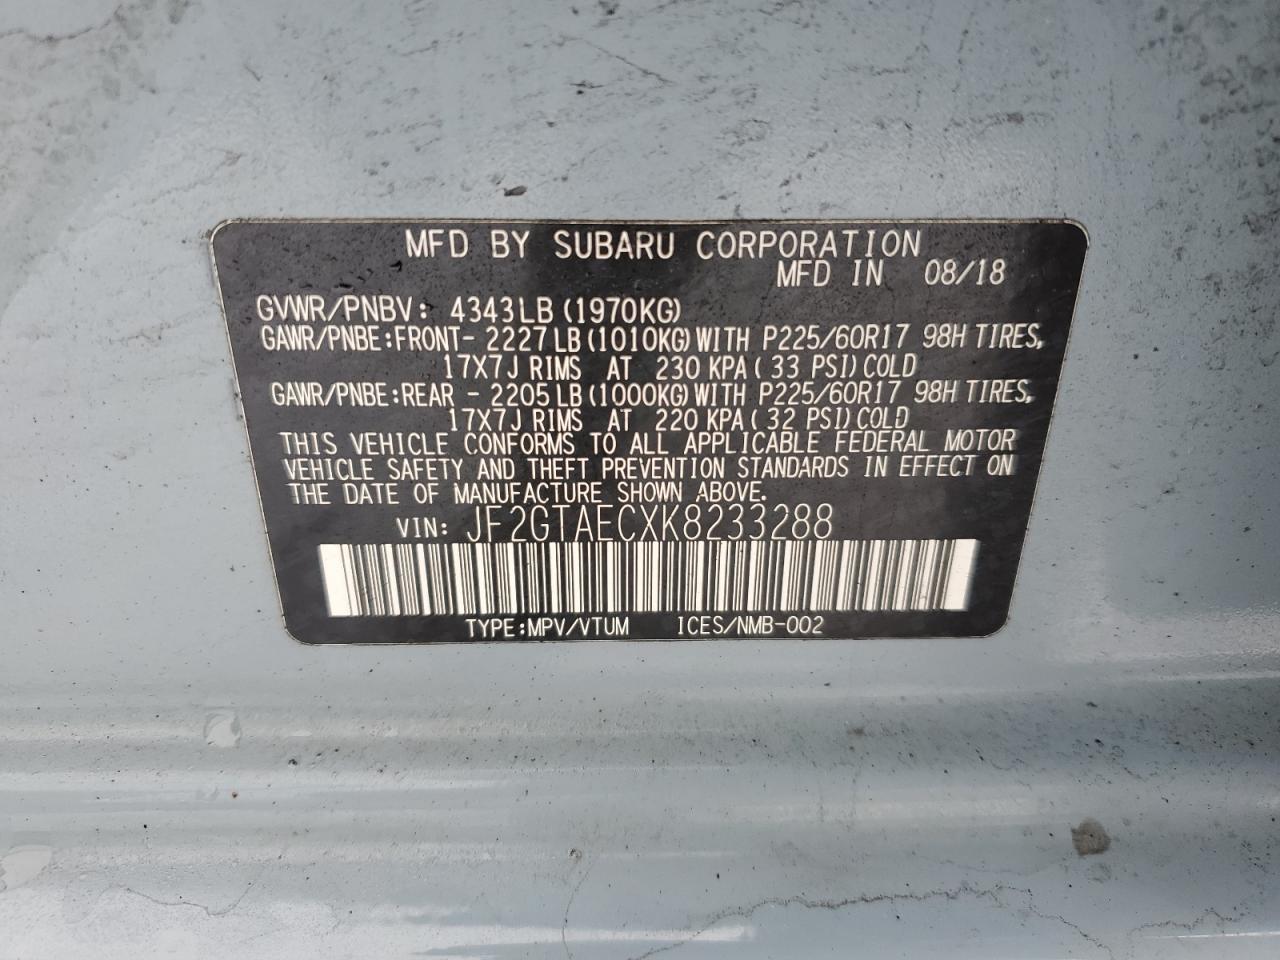 MFD BY SUBARU CORPORATION
MFD IN 08/18
GVWR/PNBV: 4343LB (1970KG)
GAWR/PNBE:FRONT- 2227LB(1010KG)WITH P225/60R17 98H TIRES,
17X7J RIMS AT 230 KPA( 33 PSI)COLD
GAWR/PNBE:REAR - 2205LB(1000KG)WITH P225/60R17 98H TIRES,
17X7J RIMS AT 220 KPA( 32 PSI)COLD
THIS VEHICLE CONFORMS TO ALL APPLICABLE FEDERAL MOTOR
VEHICLE SAFETY AND THEFT PREVENTION STANDARDS IN EFFECT ON
THE DATE OF MANUFACTURE SHOWN ABOVE.
VIN: JF2GTAECXK8233288
TYPE:MPV/VTUM ICES/NMB-002